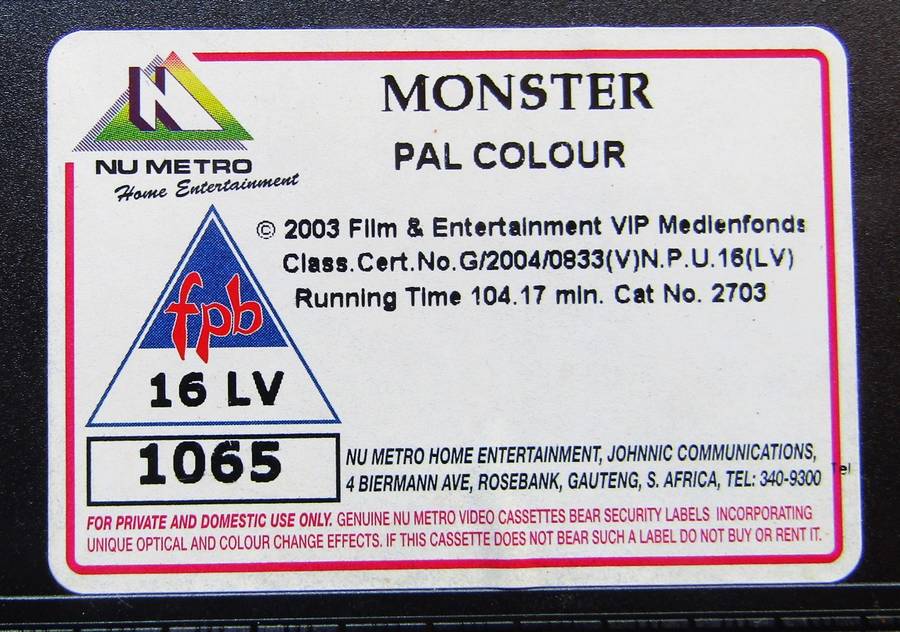 MONSTER
PAL COLOUR
N
NU METRO
Home Entertainment
© 2003 Film & Entertainment VIP Medienfonds
Class.Cert.No.G/2004/0833(V)N.P.U.16(LV)
Running Time 104.17 min. Cat No. 2703
fpb
16 LV
1065
NU METRO HOME ENTERTAINMENT, JOHNNIC COMMUNICATIONS,
4 BIERMANN AVE, ROSEBANK, GAUTENG, S. AFRICA, TEL: 340-9300
Tel
FOR PRIVATE AND DOMESTIC USE ONLY. GENUINE NU METRO VIDEO CASSETTES BEAR SECURITY LABELS INCORPORATING
UNIQUE OPTICAL AND COLOUR CHANGE EFFECTS. IF THIS CASSETTE DOES NOT BEAR SUCH A LABEL DO NOT BUY OR RENT IT.